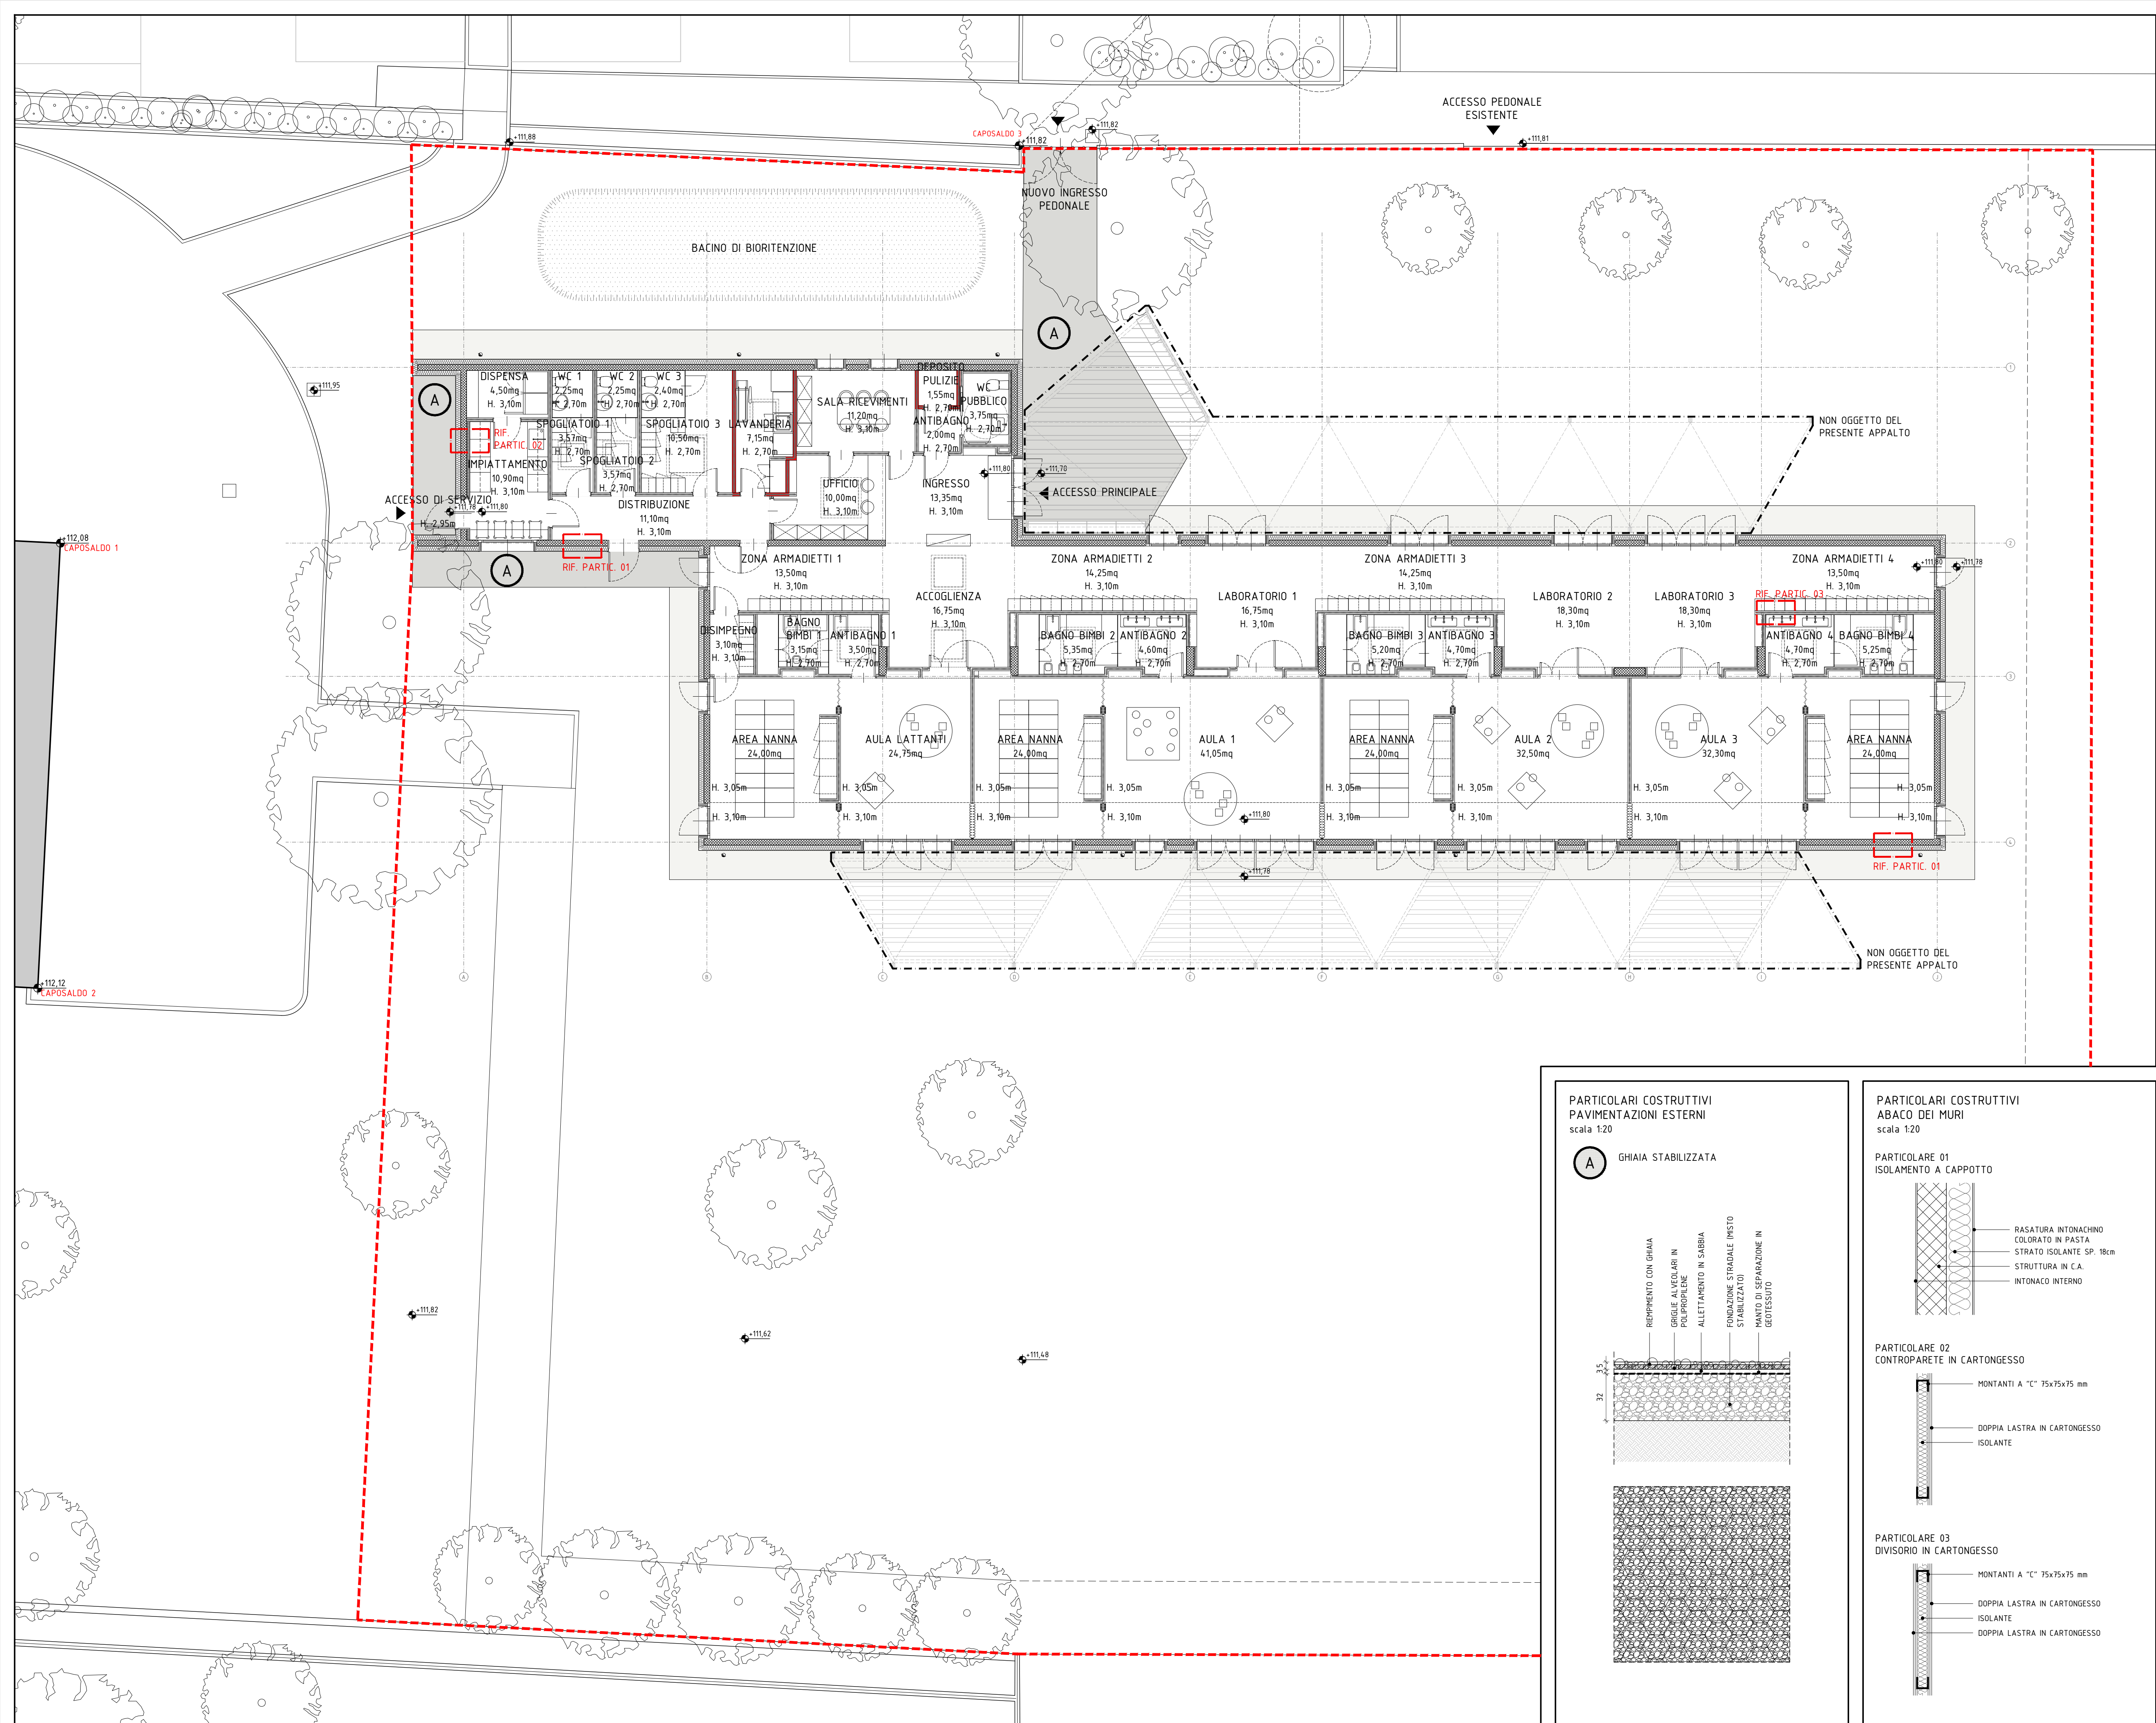 ACCESSO PEDONALE
ESISTENTE
+111,88
CAPOSALDO 3
+111,82
+111,82
+111,81
NUOVO INGRESSO
PEDONALE
BACINO DI BIORITENZIONE
A
+111,95
A
DISPENSA
4,50mq
H. 3,10m
WC 1
2,25mq
H. 2,70m
WC 2
2,25mq
H. 2,70m
WC 3
2,40mq
H. 2,70m
SALA RICEVIMENTI
11,20mq
H. 3,10m
DEPOSITO
PULIZIE
1,55mq
H. 2,70m
WC
PUBBLICO
3,75mq
H. 2,70m
ANTIBAGNO
2,00mq
H. 2,70m
1
NON OGGETTO DEL
PRESENTE APPALTO
RIF.
PARTIC. 02
SPOGLIATOIO 1
3,57mq
H. 2,70m
SPOGLIATOIO 2
3,57mq
H. 2,70m
SPOGLIATOIO 3
10,50mq
H. 2,70m
LAVANDERIA
7,15mq
H. 2,70m
IMPIATTAMENTO
10,90mq
H. 3,10m
UFFICIO
10,00mq
H. 3,10m
INGRESSO
13,35mq
H. 3,10m
+111,80
+111,70
ACCESSO PRINCIPALE
ACCESSO DI SERVIZIO
+111,78
+111,80
H. 2,95m
DISTRIBUZIONE
11,10mq
H. 3,10m
+112,08
CAPOSALDO 1
2
A
RIF. PARTIC. 01
ZONA ARMADIETTI 1
13,50mq
H. 3,10m
ZONA ARMADIETTI 2
14,25mq
H. 3,10m
ZONA ARMADIETTI 3
14,25mq
H. 3,10m
ZONA ARMADIETTI 4
13,50mq
H. 3,10m
+111,80
+111,78
ACCOGLIENZA
16,75mq
H. 3,10m
LABORATORIO 1
16,75mq
H. 3,10m
LABORATORIO 2
18,30mq
H. 3,10m
LABORATORIO 3
18,30mq
H. 3,10m
RIF. PARTIC. 03
DISIMPEGNO
3,10mq
H. 3,10m
BAGNO
BIMBI 1
3,15mq
H. 2,70m
ANTIBAGNO 1
3,50mq
H. 2,70m
BAGNO BIMBI 2
5,35mq
H. 2,70m
ANTIBAGNO 2
4,60mq
H. 2,70m
BAGNO BIMBI 3
5,20mq
H. 2,70m
ANTIBAGNO 3
4,70mq
H. 2,70m
ANTIBAGNO 4
4,70mq
H. 2,70m
BAGNO BIMBI 4
5,25mq
H. 2,70m
3
AREA NANNA
24,00mq
AULA LATTANTI
24,75mq
AREA NANNA
24,00mq
AULA 1
41,05mq
AREA NANNA
24,00mq
AULA 2
32,50mq
AULA 3
32,30mq
AREA NANNA
24,00mq
H. 3,05m
H. 3,05m
H. 3,05m
H. 3,05m
H. 3,05m
H. 3,05m
H. 3,05m
H. 3,05m
H. 3,10m
H. 3,10m
H. 3,10m
H. 3,10m
H. 3,10m
H. 3,10m
H. 3,10m
H. 3,10m
+111,80
4
RIF. PARTIC. 01
+111,78
NON OGGETTO DEL
PRESENTE APPALTO
A
B
C
D
E
F
G
H
I
J
+112,12
CAPOSALDO 2
+111,82
+111,62
+111,48
PARTICOLARI COSTRUTTIVI
PAVIMENTAZIONI ESTERNI
scala 1:20
A
GHIAIA STABILIZZATA
RIEMPIMENTO CON GHIAIA
GRIGLIE ALVEOLARI IN
POLIPROPILENE
ALLETTAMENTO IN SABBIA
FONDAZIONE STRADALE (MISTO
STABILIZZATO)
MANTO DI SEPARAZIONE IN
GEOTESSUTO
32
PARTICOLARI COSTRUTTIVI
ABACO DEI MURI
scala 1:20
PARTICOLARE 01
ISOLAMENTO A CAPPOTTO
RASATURA INTONACHINO
COLORATO IN PASTA
STRATO ISOLANTE SP. 18cm
STRUTTURA IN C.A.
INTONACO INTERNO
PARTICOLARE 02
CONTROPARETE IN CARTONGESSO
MONTANTI A "C" 75x75x75 mm
DOPPIA LASTRA IN CARTONGESSO
ISOLANTE
PARTICOLARE 03
DIVISORIO IN CARTONGESSO
MONTANTI A "C" 75x75x75 mm
DOPPIA LASTRA IN CARTONGESSO
ISOLANTE
DOPPIA LASTRA IN CARTONGESSO